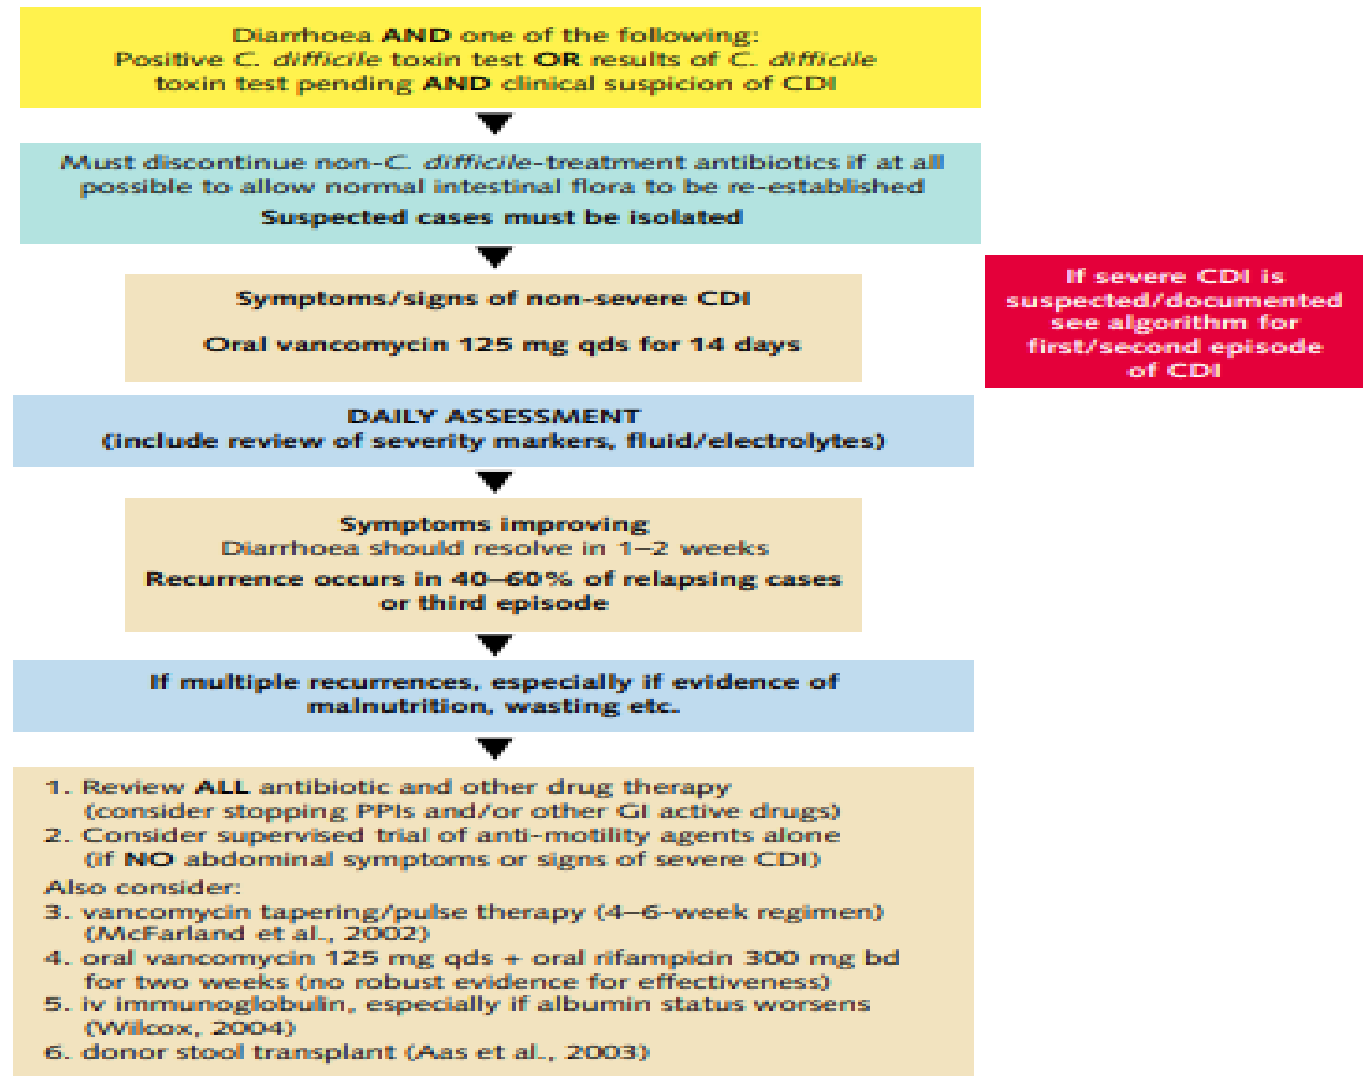 Diarrhoea AND one of the following:
Positive C. difficile toxin test OR results of C. difficile
toxin test pending AND clinical suspicion of CDI
Must discontinue non-C. difficile-treatment antibiotics if at all
possible to allow normal intestinal flora to be re-established
Suspected cases must be isolated
Symptoms/signs of non-severe CDI
Oral vancomycin 125 mg qds for 14 days
If severe CDI is
suspected/documented
see algorithm for
first/second episode
of CDI
DAILY ASSESSMENT
(include review of severity markers, fluid/electrolytes)
Symptoms improving
Diarrhoea should resolve in 1–2 weeks
Recurrence occurs in 40–60% of relapsing cases
or third episode
If multiple recurrences, especially if evidence of
malnutrition, wasting etc.
1. Review ALL antibiotic and other drug therapy
(consider stopping PPIs and/or other GI active drugs)
2. Consider supervised trial of anti-motility agents alone
(if NO abdominal symptoms or signs of severe CDI)
Also consider:
3. vancomycin tapering/pulse therapy (4–6-week regimen)
(McFarland et al., 2002)
4. oral vancomycin 125 mg qds + oral rifampicin 300 mg bd
for two weeks (no robust evidence for effectiveness)
5. iv immunoglobulin, especially if albumin status worsens
(Wilcox, 2004)
6. donor stool transplant (Aas et al., 2003)